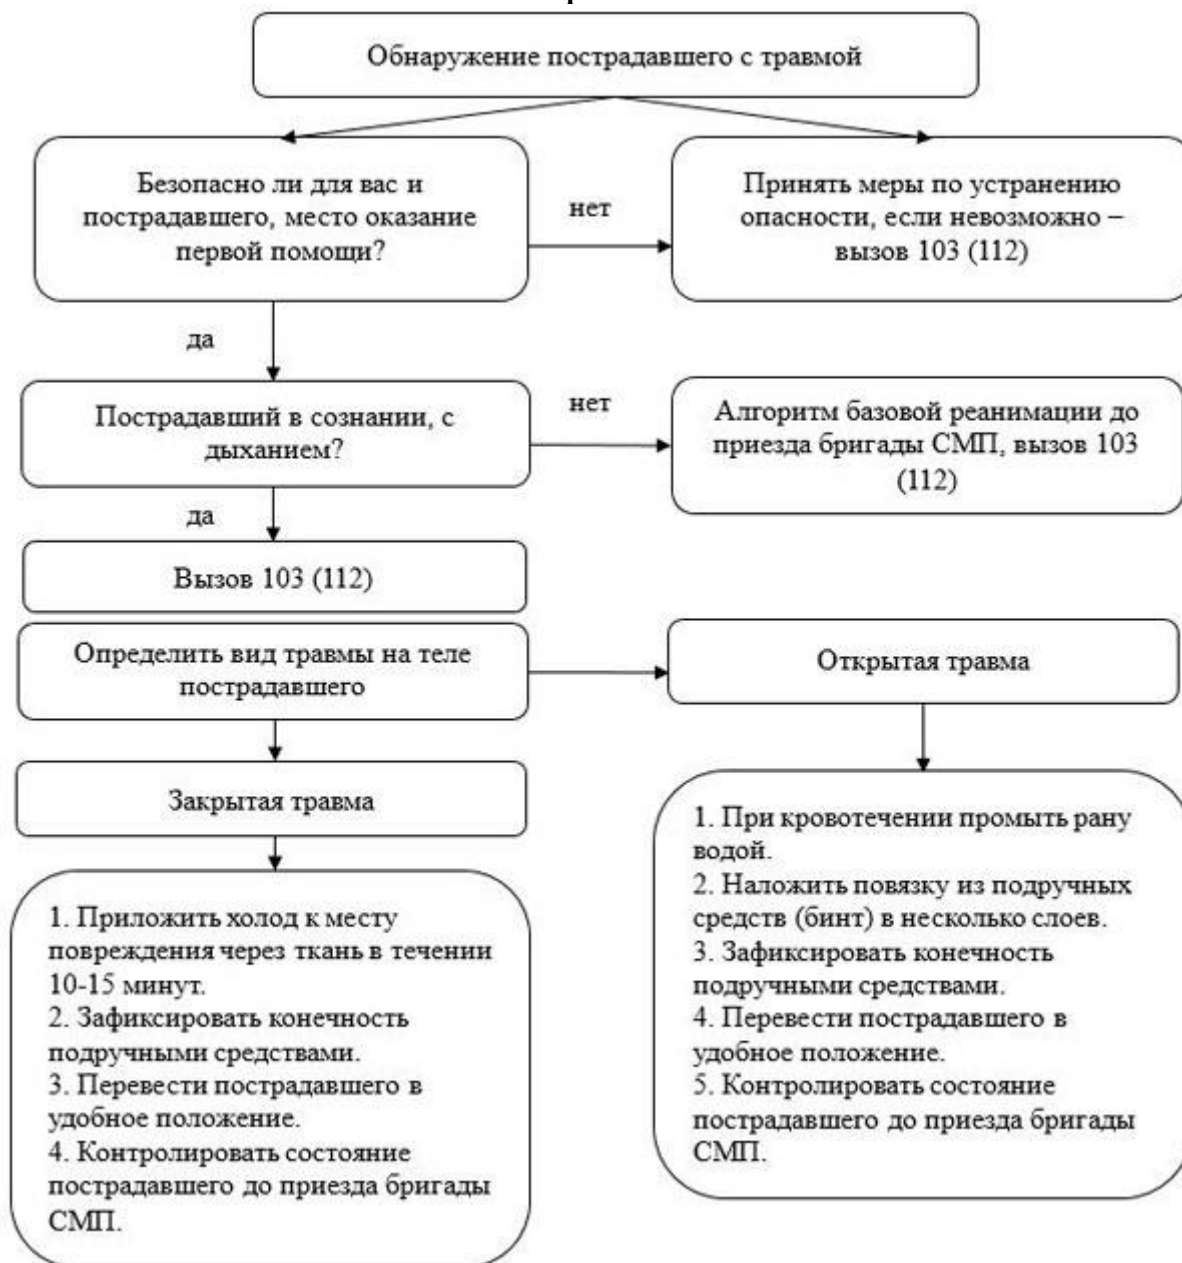 Обнаружение пострадавшего с травмой
Безопасно ли для вас и
пострадавшего, место оказание
первой помощи?
нет
Принять меры по устранению
опасности, если невозможно –
вызов 103 (112)
да
Пострадавший в сознании, с
дыханием?
нет
Алгоритм базовой реанимации до
приезда бригады СМП, вызов 103
(112)
да
Вызов 103 (112)
Определить вид травмы на теле
пострадавшего
Открытая травма
Закрытая травма
1. Приложить холод к месту
повреждения через ткань в течении
10-15 минут.
2. Зафиксировать конечность
подручными средствами.
3. Перевести пострадавшего в
удобное положение.
4. Контролировать состояние
пострадавшего до приезда бригады
СМП.
1. При кровотечении промыть рану
водой.
2. Наложить повязку из подручных
средств (бинт) в несколько слоев.
3. Зафиксировать конечность
подручными средствами.
4. Перевести пострадавшего в
удобное положение.
5. Контролировать состояние
пострадавшего до приезда бригады
СМП.